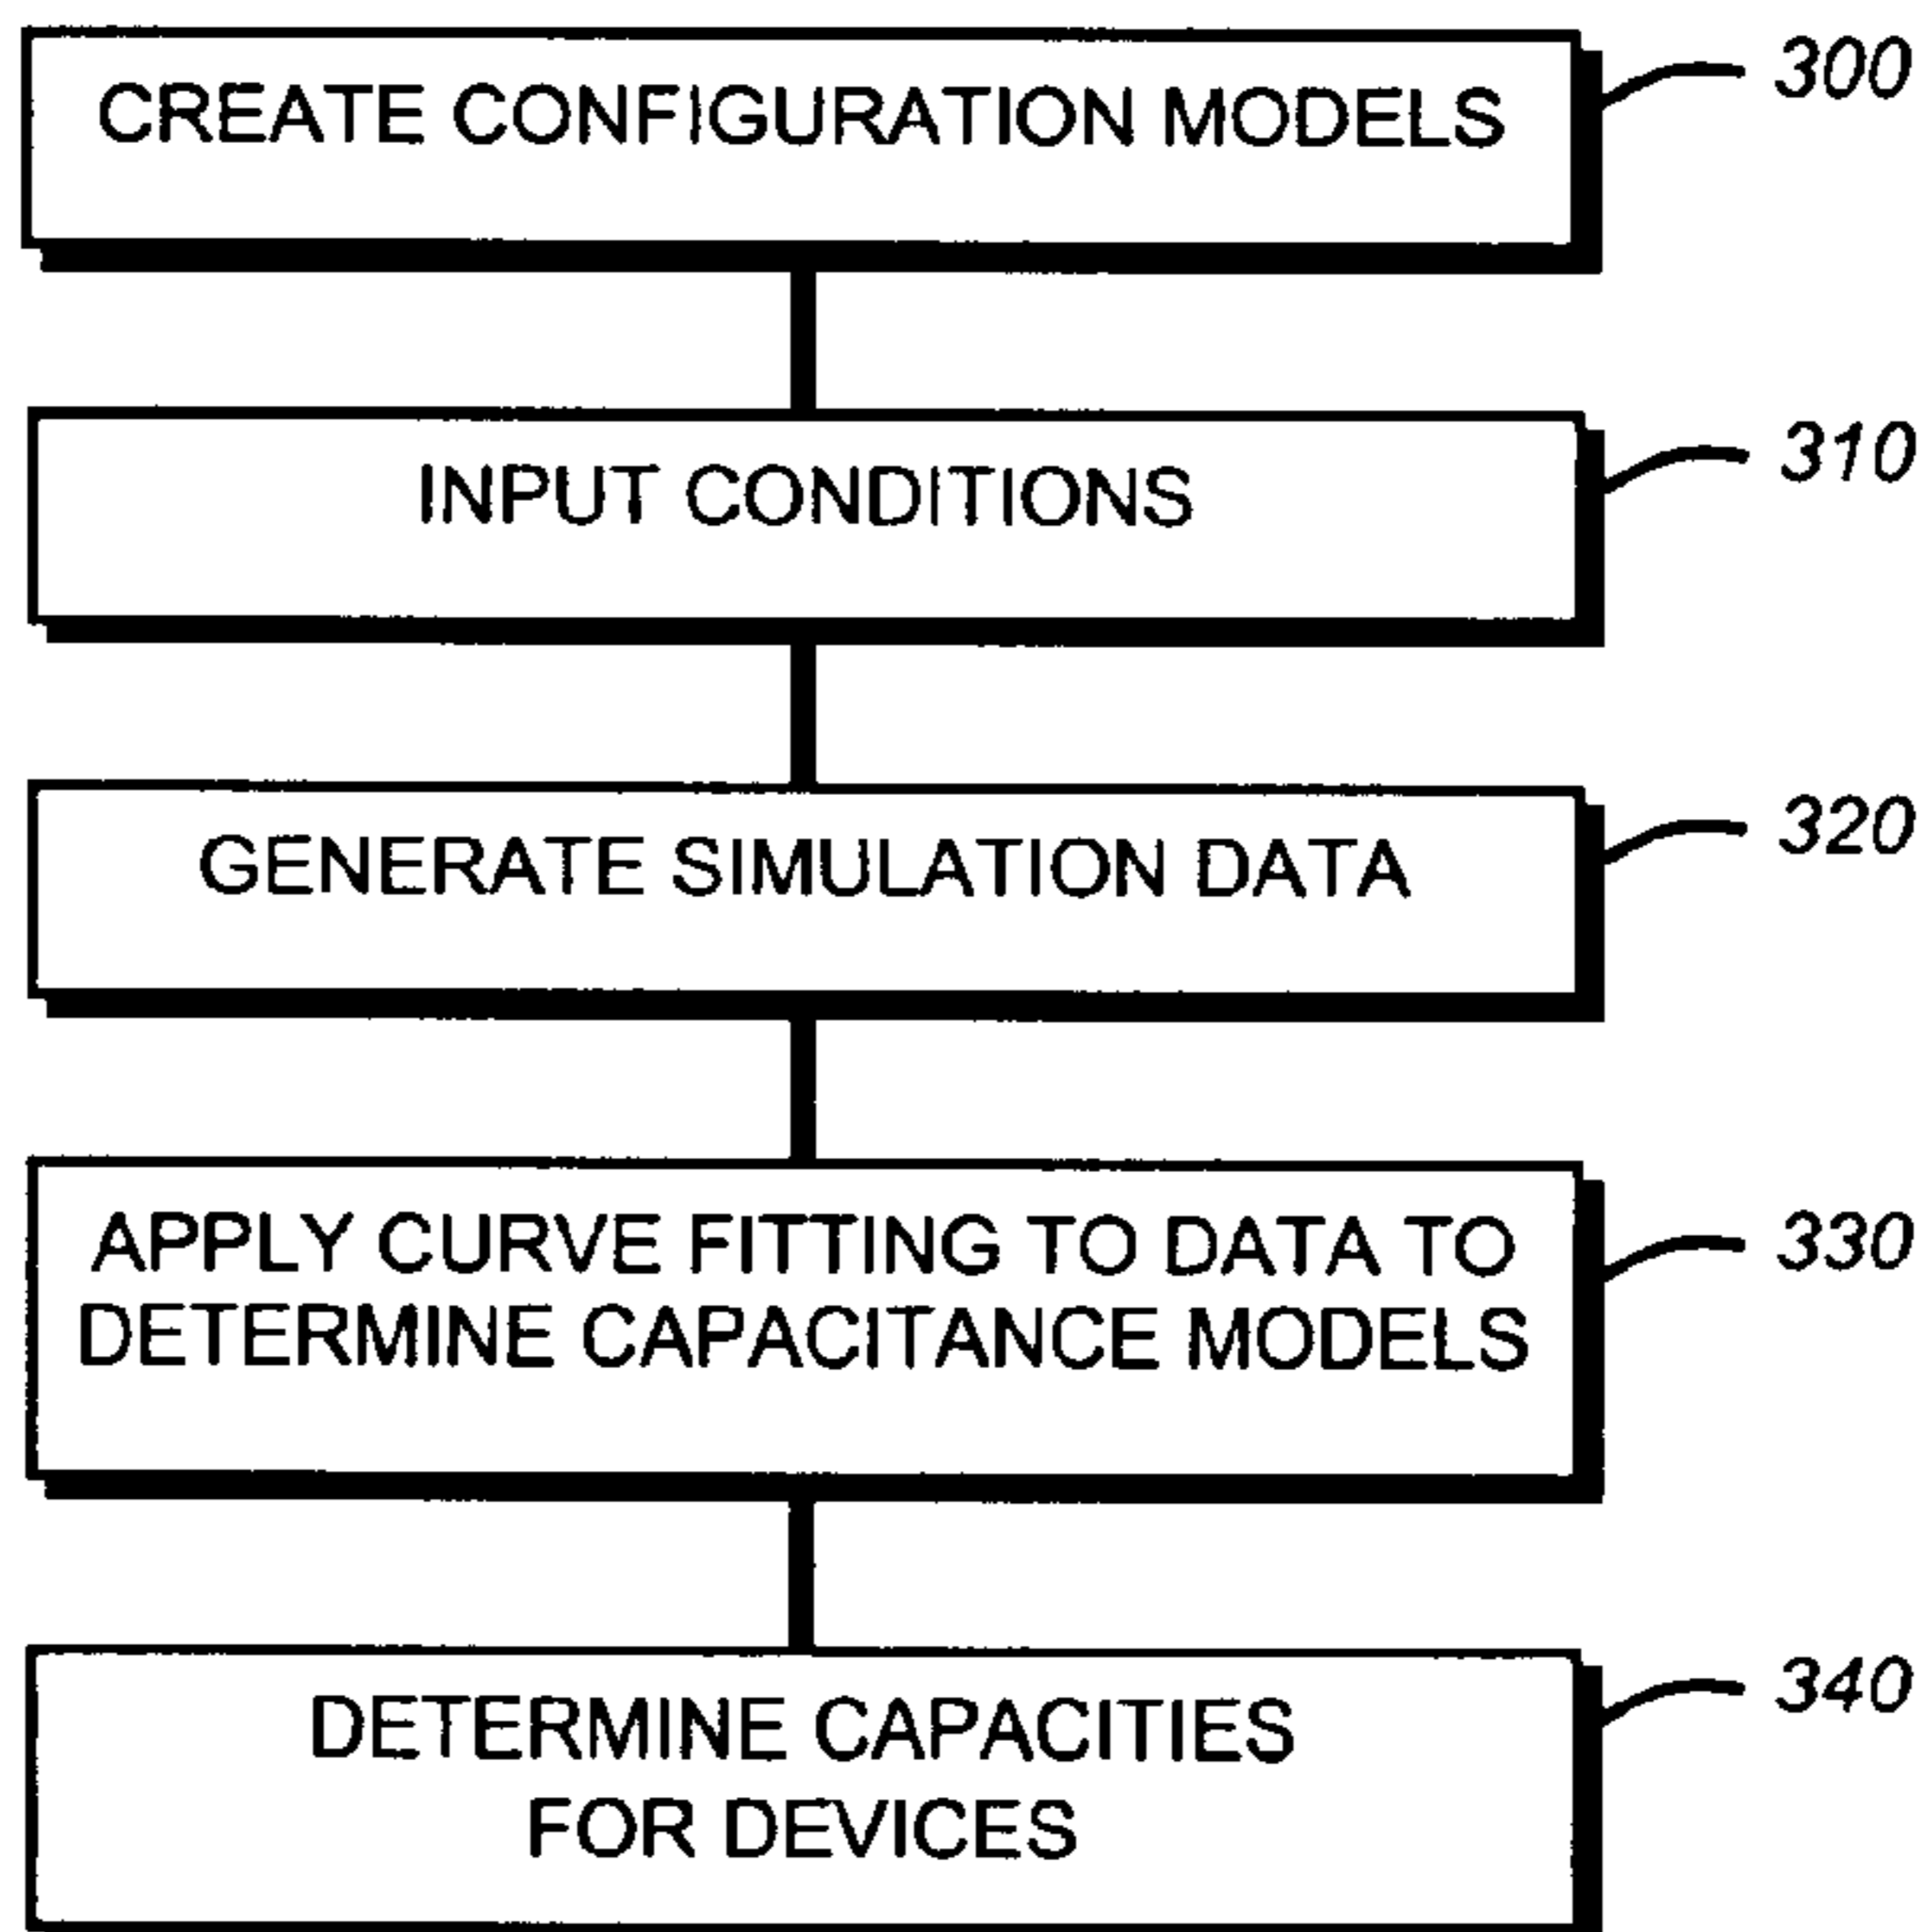 CREATE CONFIGURATION MODELS
300
INPUT CONDITIONS
310
GENERATE SIMULATION DATA
320
APPLY CURVE FITTING TO DATA TO
DETERMINE CAPACITANCE MODELS
330
DETERMINE CAPACITIES
FOR DEVICES
340